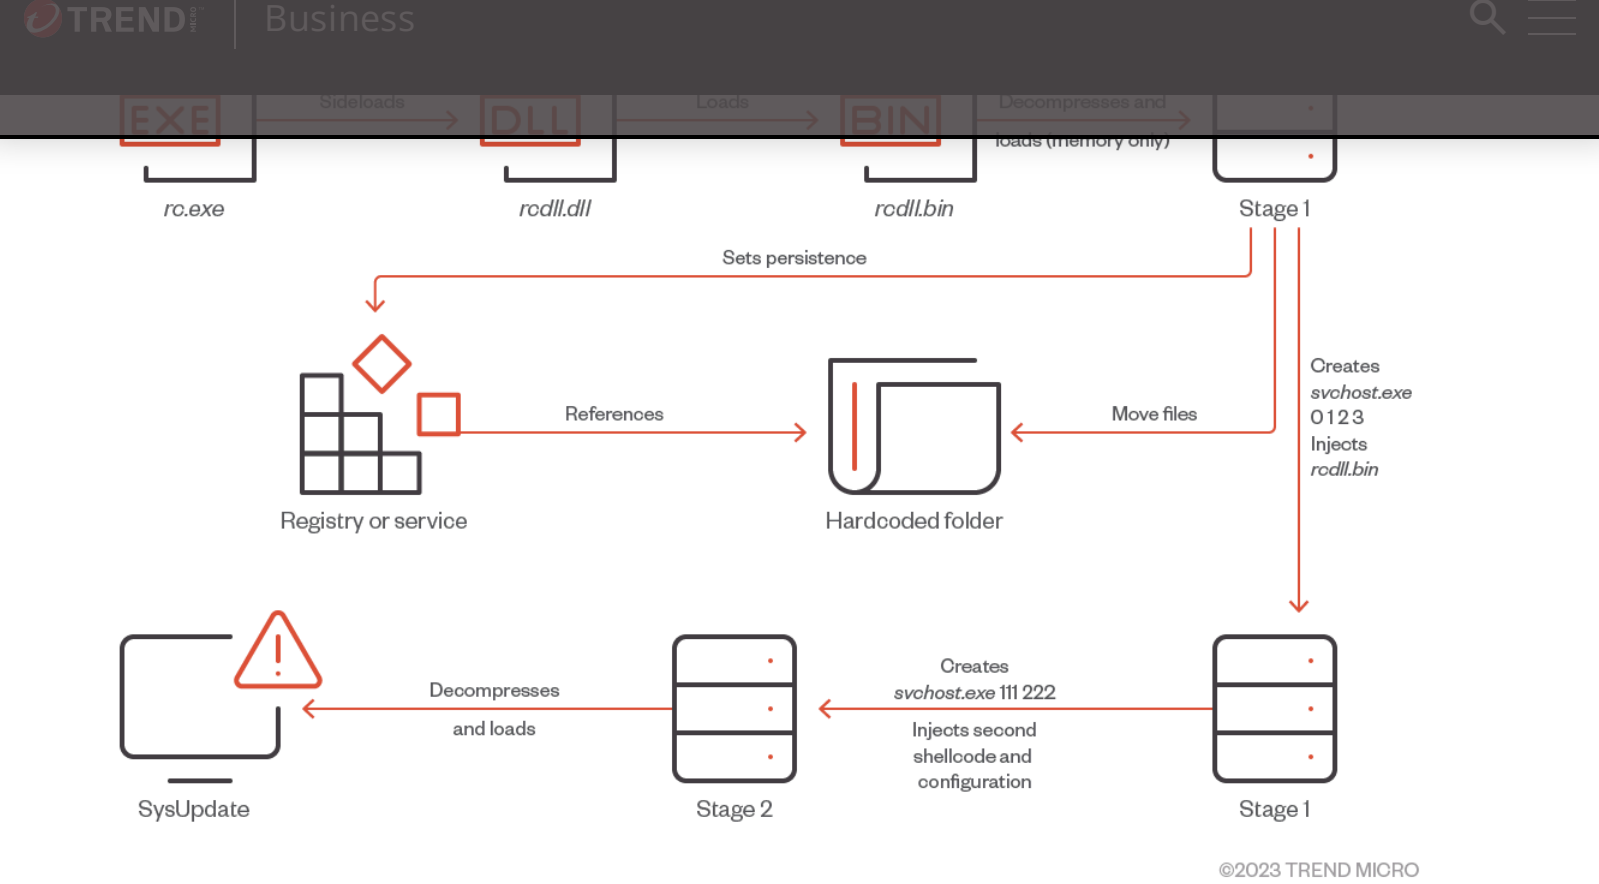 TREND MICRO
Business
Sideloads
Loads
Decompresses and
loads (memory only)
EXE
DLL
BIN
rc.exe
rcdll.dll
rcdll.bin
Stage 1
Sets persistence
Creates
svchost.exe
0 1 2 3
Injects
rcdll.bin
References
Move files
Registry or service
Hardcoded folder
Creates
svchost.exe 111 222
Injects second
shellcode and
configuration
Decompresses
and loads
SysUpdate
Stage 2
Stage 1
©2023 TREND MICRO